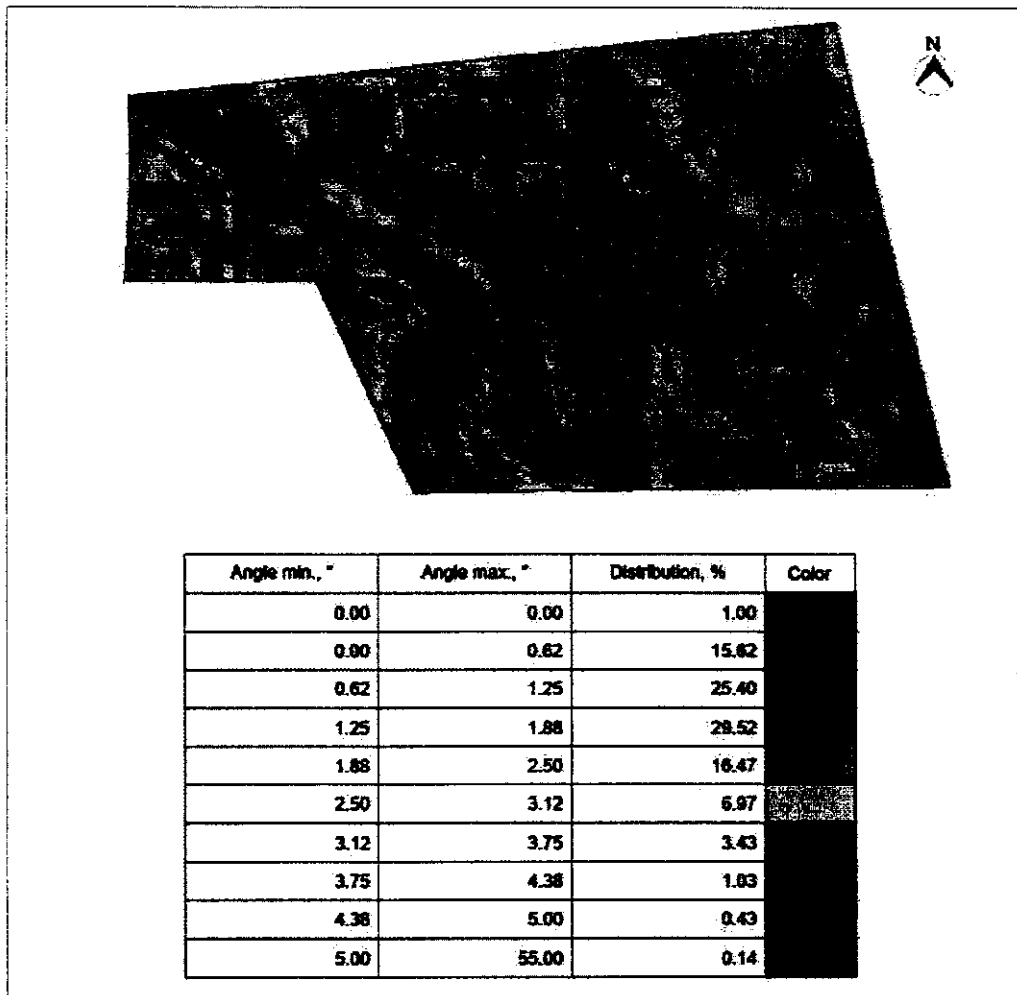 N
Angle min., ° Angle max., ° Distribution, % Color
0.00 0.00 1.00
0.00 0.62 15.62
0.62 1.25 25.40
1.25 1.88 29.52
1.88 2.50 16.47
2.50 3.12 6.97
3.12 3.75 3.43
3.75 4.38 1.03
4.38 5.00 0.43
5.00 55.00 0.14